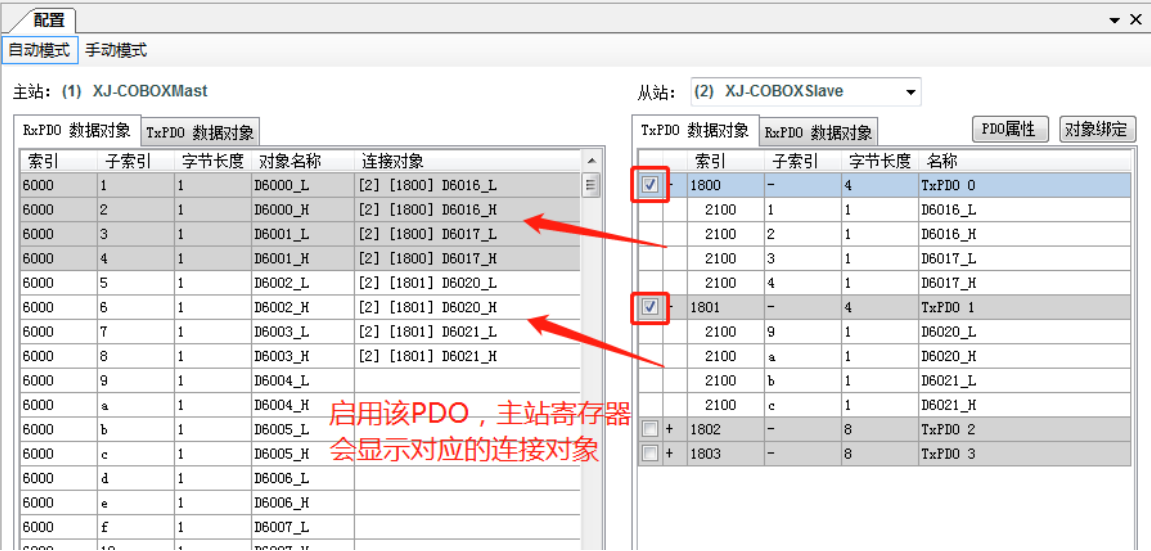 配置
自动模式 手动模式
主站: (1) XJ-COBOXMast
从站: (2) XJ-COBOXSlave
RxPDO 数据对象 TxPDO 数据对象
TxPDO 数据对象 RxPDO 数据对象 PDO属性 对象绑定
索引 子索引 字节长度 对象名称 连接对象
6000 1 1 D6000_L [2] [1800] D6016_L
6000 2 1 D6000_H [2] [1800] D6016_H
6000 3 1 D6001_L [2] [1800] D6017_L
6000 4 1 D6001_H [2] [1800] D6017_H
6000 5 1 D6002_L [2] [1801] D6020_L
6000 6 1 D6002_H [2] [1801] D6020_H
6000 7 1 D6003_L [2] [1801] D6021_L
6000 8 1 D6003_H [2] [1801] D6021_H
6000 9 1 D6004_L
6000 a 1 D6004_H
6000 b 1 D6005_L
6000 c 1 D6005_H
6000 d 1 D6006_L
6000 e 1 D6006_H
6000 f 1 D6007_L
索引 子索引 字节长度 名称
- 1800 - 4 TxPDO 0
2100 1 1 D6016_L
2100 2 1 D6016_H
2100 3 1 D6017_L
2100 4 1 D6017_H
- 1801 - 4 TxPDO 1
2100 9 1 D6020_L
2100 a 1 D6020_H
2100 b 1 D6021_L
2100 c 1 D6021_H
+ 1802 - 8 TxPDO 2
+ 1803 - 8 TxPDO 3
启用该PDO，主站寄存器
会显示对应的连接对象